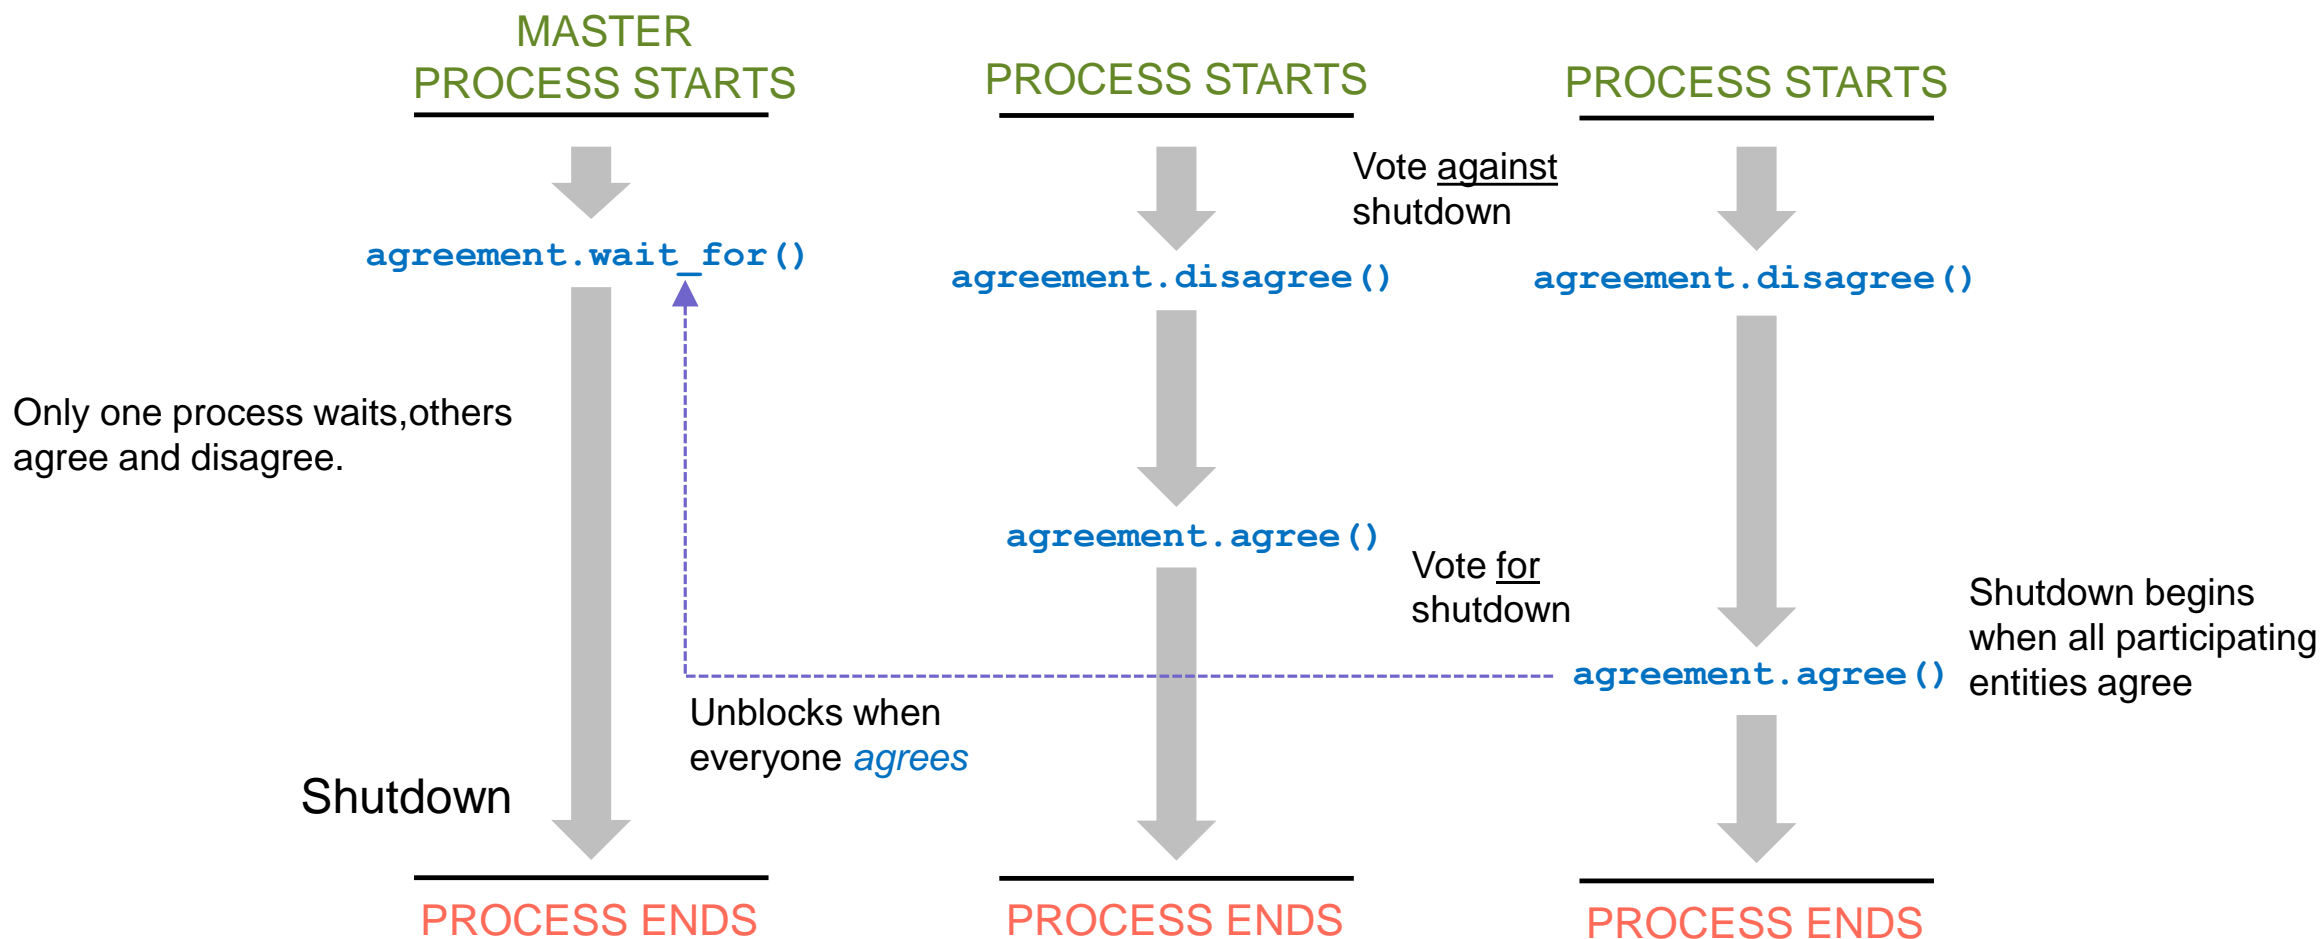 MASTER
PROCESS STARTS
PROCESS STARTS
PROCESS STARTS
Vote against
shutdown
agreement.wait_for()
agreement.disagree()
agreement.disagree()
Only one process waits,others
agree and disagree.
agreement.agree()
Vote for
shutdown
Shutdown begins
when all participating
entities agree
agreement.agree()
Unblocks when
everyone agrees
Shutdown
PROCESS ENDS
PROCESS ENDS
PROCESS ENDS